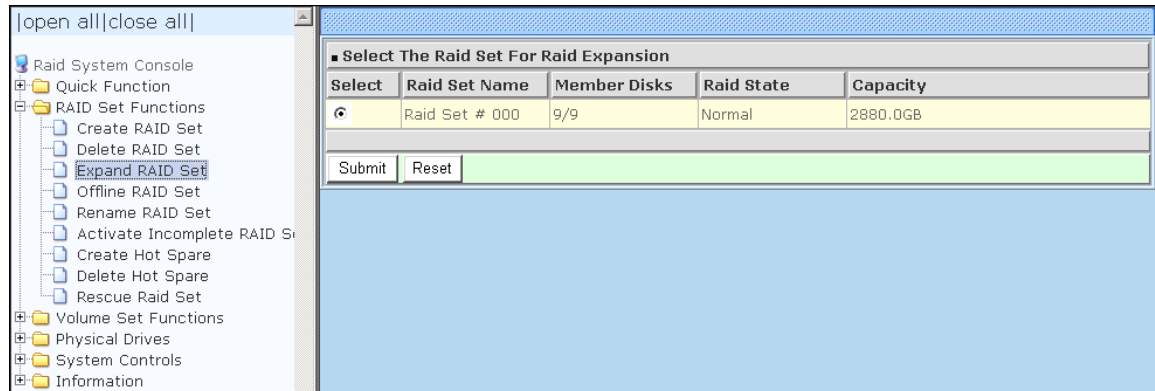 |open all|close all|
Raid System Console
Quick Function
RAID Set Functions
Create RAID Set
Delete RAID Set
Expand RAID Set
Offline RAID Set
Rename RAID Set
Activate Incomplete RAID S
Create Hot Spare
Delete Hot Spare
Rescue Raid Set
Volume Set Functions
Physical Drives
System Controls
Information
Select The Raid Set For Raid Expansion
Select Raid Set Name Member Disks Raid State Capacity
Raid Set # 000 9/9 Normal 2880.0GB
Submit Reset